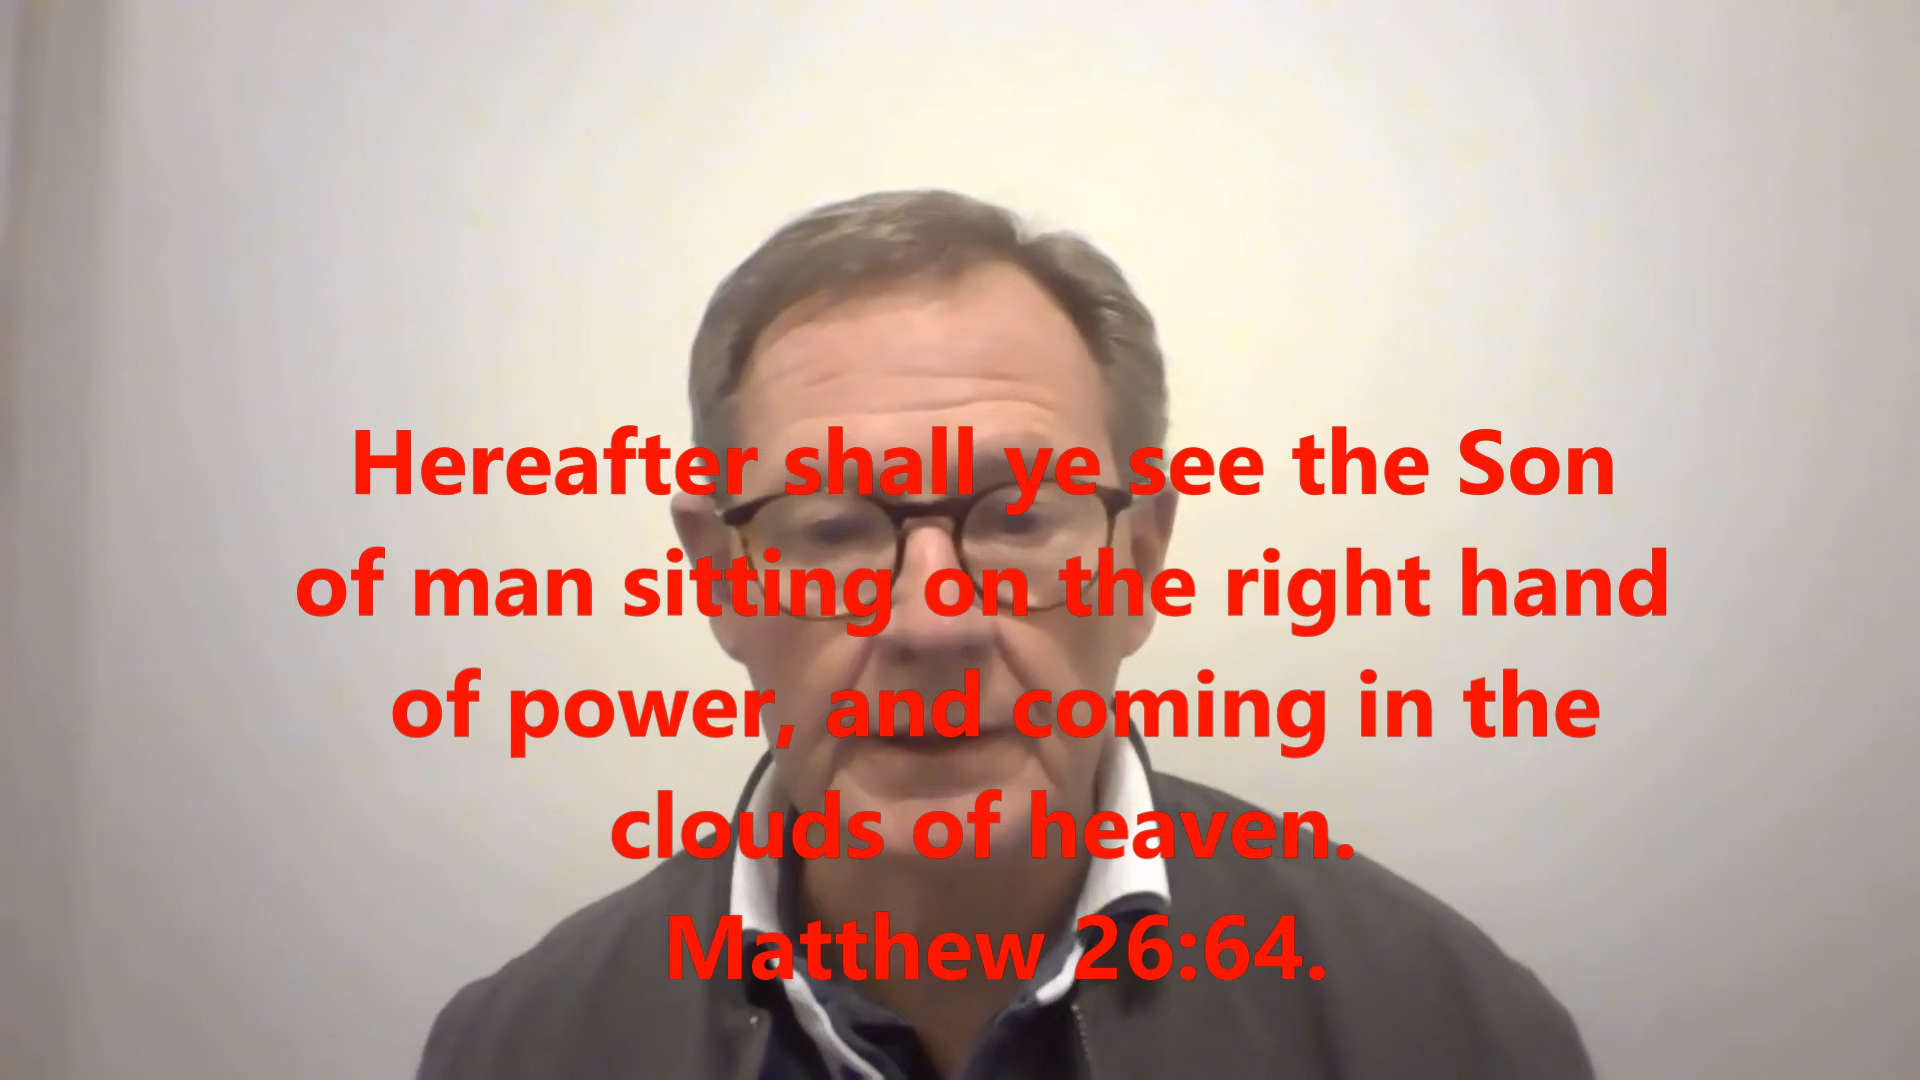 Hereafter shall ye see the Son
of man sitting on the right hand
of power, and coming in the
clouds of heaven.
Matthew 26:64.